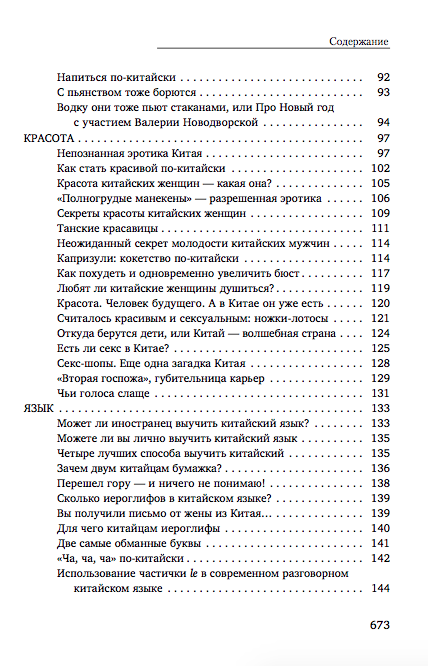 Содержание
Напиться по-китайски . . . . . . . . . . . . . . . . . . . . . . . . . . . . . . 92
С пьянством тоже борются . . . . . . . . . . . . . . . . . . . . . . . . . . 93
Водку они тоже пьют стаканами, или Про Новый год
с участием Валерии Новодворской . . . . . . . . . . . . . . . . . 94
КРАСОТА . . . . . . . . . . . . . . . . . . . . . . . . . . . . . . . . . . . . . . . . . 97
Непознанная эротика Китая . . . . . . . . . . . . . . . . . . . . . . . . . 97
Как стать красивой по-китайски . . . . . . . . . . . . . . . . . . . . 102
Красота китайских женщин — какая она? . . . . . . . . . . . . . 105
«Полногрудые манекены» — разрешенная эротика . . . . . . 106
Секреты красоты китайских женщин . . . . . . . . . . . . . . . . . 109
Танские красавицы . . . . . . . . . . . . . . . . . . . . . . . . . . . . . . . . 111
Неожиданный секрет молодости китайских мужчин . . . . . 114
Капризули: кокетство по-китайски . . . . . . . . . . . . . . . . . . 114
Как похудеть и одновременно увеличить бюст . . . . . . . . . . 117
Любят ли китайские женщины душиться? . . . . . . . . . . . . . 119
Красота. Человек будущего. А в Китае он уже есть . . . . . . . 120
Считалось красивым и сексуальным: ножки-лотосы . . . . . 121
Откуда берутся дети, или Китай — волшебная страна . . . . 124
Есть ли секс в Китае? . . . . . . . . . . . . . . . . . . . . . . . . . . . . . . 125
Секс-шопы. Еще одна загадка Китая . . . . . . . . . . . . . . . . . 128
«Вторая госпожа», губительница карьер . . . . . . . . . . . . . . . 129
Чьи голоса слаще . . . . . . . . . . . . . . . . . . . . . . . . . . . . . . . . . 131
ЯЗЫК . . . . . . . . . . . . . . . . . . . . . . . . . . . . . . . . . . . . . . . . . . . 133
Может ли иностранец выучить китайский язык? . . . . . . . . 133
Можете ли вы лично выучить китайский язык . . . . . . . . . . 135
Четыре лучших способа выучить китайский . . . . . . . . . . . . 135
Зачем двум китайцам бумажка? . . . . . . . . . . . . . . . . . . . . . 136
Перешел гору — и ничего не понимаю! . . . . . . . . . . . . . . . 138
Сколько иероглифов в китайском языке? . . . . . . . . . . . . . . 139
Вы получили письмо от жены из Китая... . . . . . . . . . . . . . . 139
Для чего китайцам иероглифы . . . . . . . . . . . . . . . . . . . . . . 140
Две самые обманные буквы . . . . . . . . . . . . . . . . . . . . . . . . . 141
«Ча, ча, ча» по-китайски . . . . . . . . . . . . . . . . . . . . . . . . . . . 142
Использование частички le в современном разговорном
китайском языке . . . . . . . . . . . . . . . . . . . . . . . . . . . . . . . 144
673